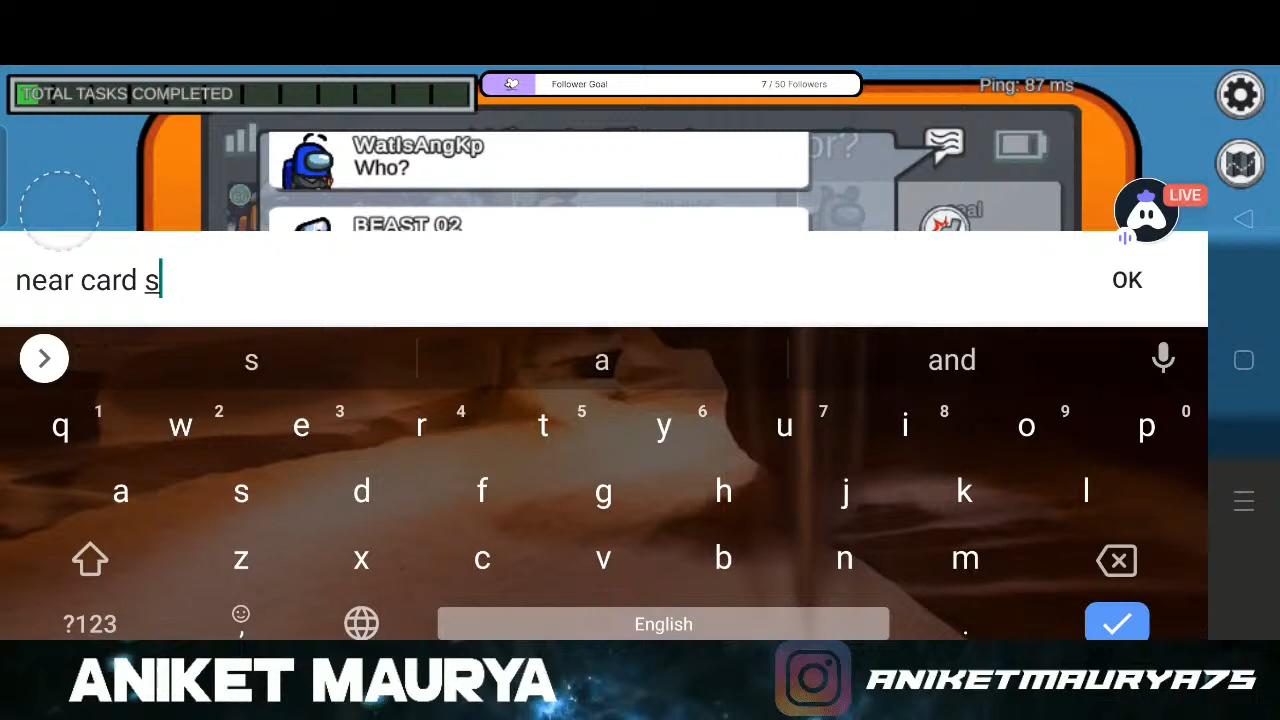 TOTAL TASKS COMPLETED
Follower Goal
7 / 50 Followers
Ping: 87 ms
or?
WatIsAngKp
Who?
BEAST 02
LIVE
near card s
OK
s
a
and
q 1 w 2 e 3 r 4 t 5 y 6 u 7 i 8 o 9 p 0
a s d f g h j k l
z x c v b n m
?123 , English .
ANIKET MAURYA
ANIKETMAURYA75